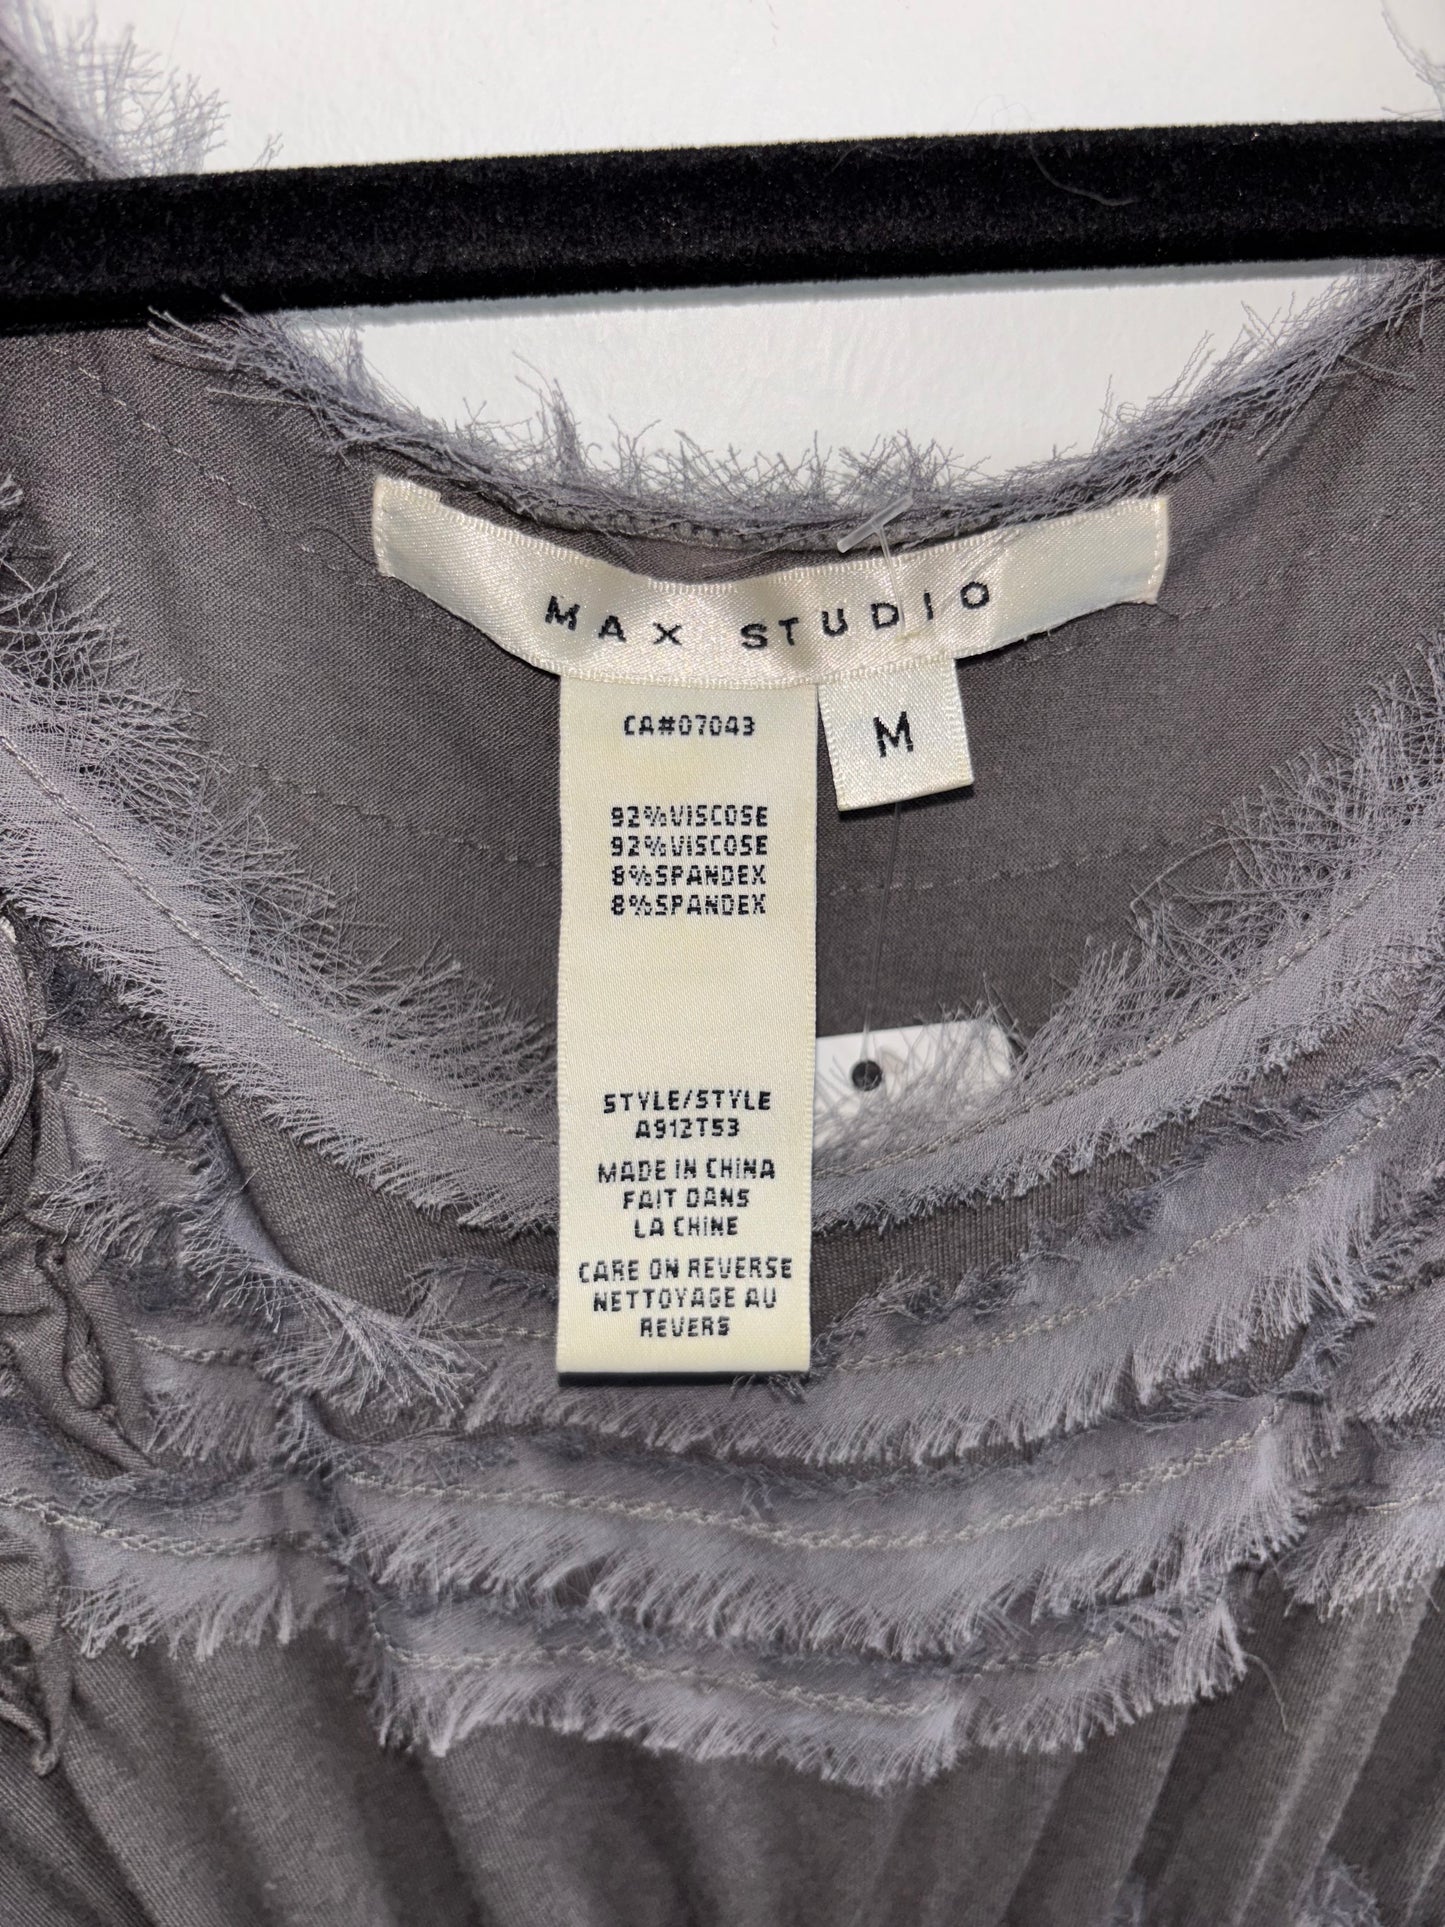 MAX STUDIO
M
CA#07043
92%VISCOSE
92%VISCOSE
8%SPANDEX
8%SPANDEX
STYLE/STYLE
A912T53
MADE IN CHINA
FAIT DANS
LA CHINE
CARE ON REVERSE
NETTOYAGE AU
REVERS